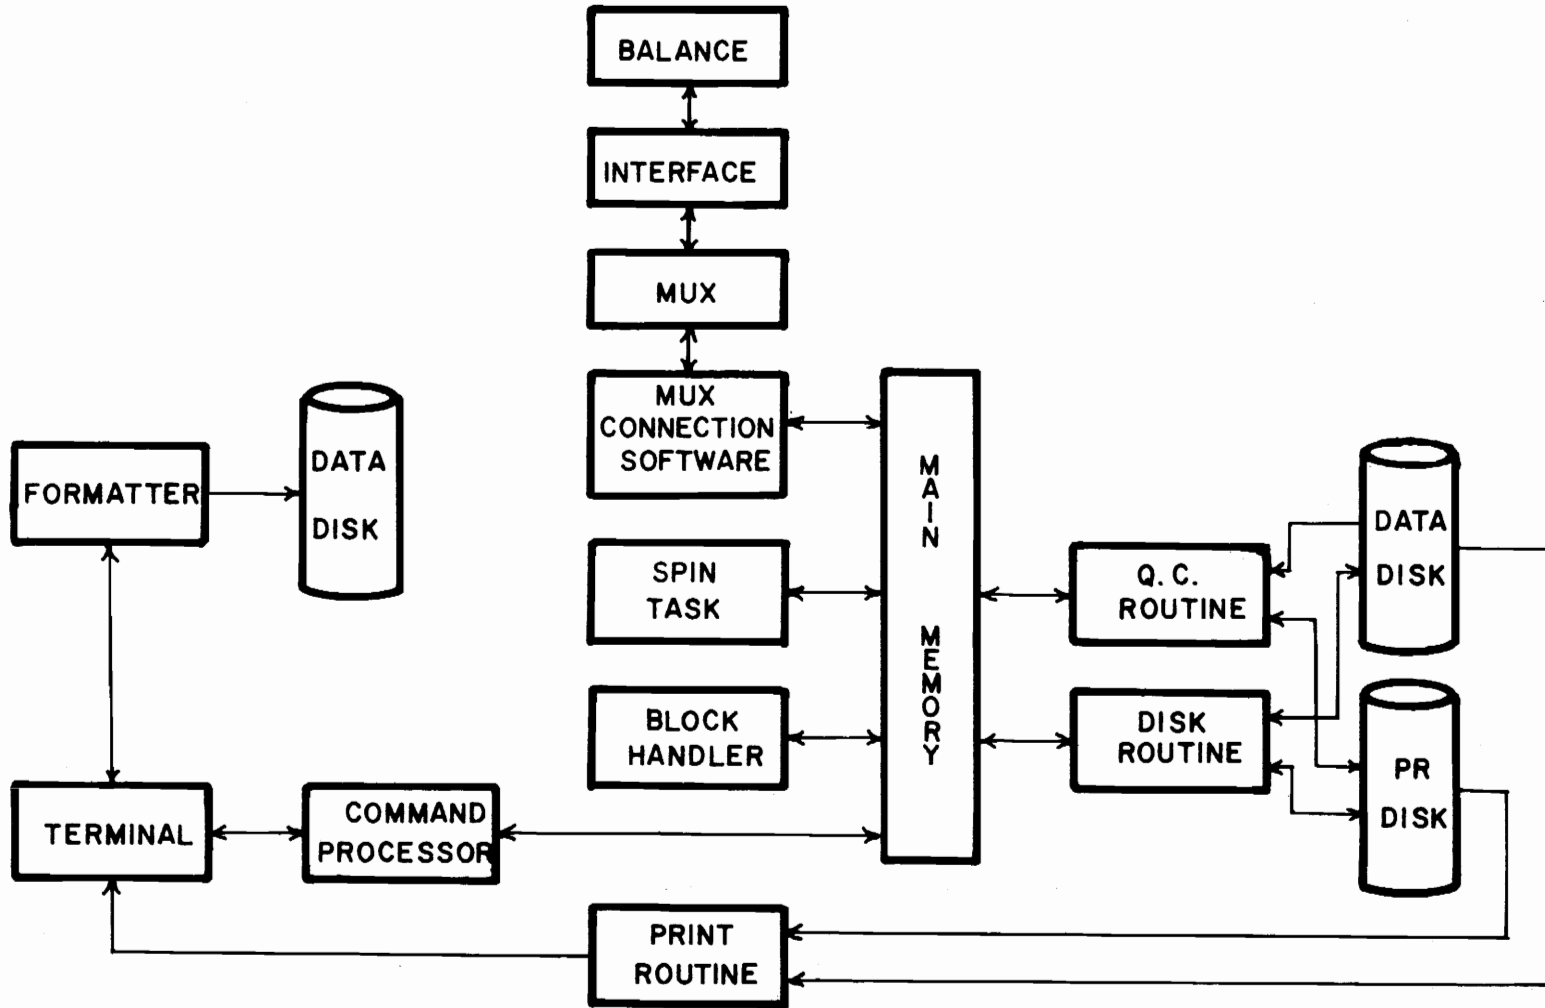 BALANCE
INTERFACE
MUX
MUX
CONNECTION
SOFTWARE
DATA
DISK
FORMATTER
MAIN
MEMORY
SPIN
TASK
Q. C.
ROUTINE
DATA
DISK
BLOCK
HANDLER
DISK
ROUTINE
PR
DISK
TERMINAL
COMMAND
PROCESSOR
PRINT
ROUTINE